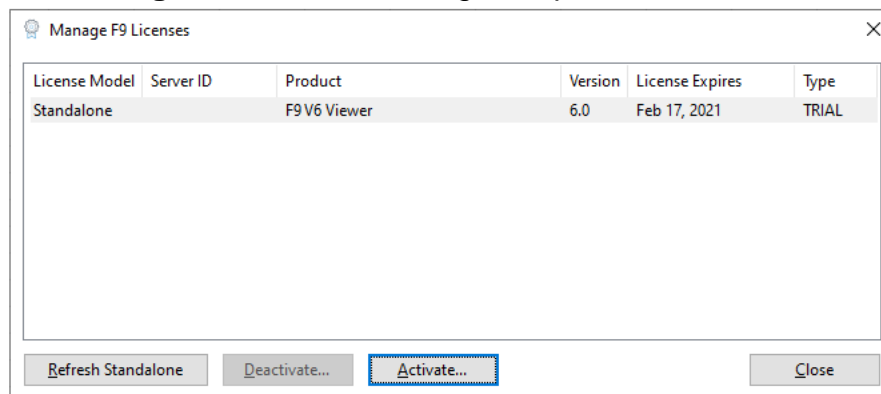 Manage F9 Licenses
License Model Server ID Product Version License Expires Type
Standalone F9 V6 Viewer 6.0 Feb 17, 2021 TRIAL
Refresh Standalone Deactivate... Activate... Close